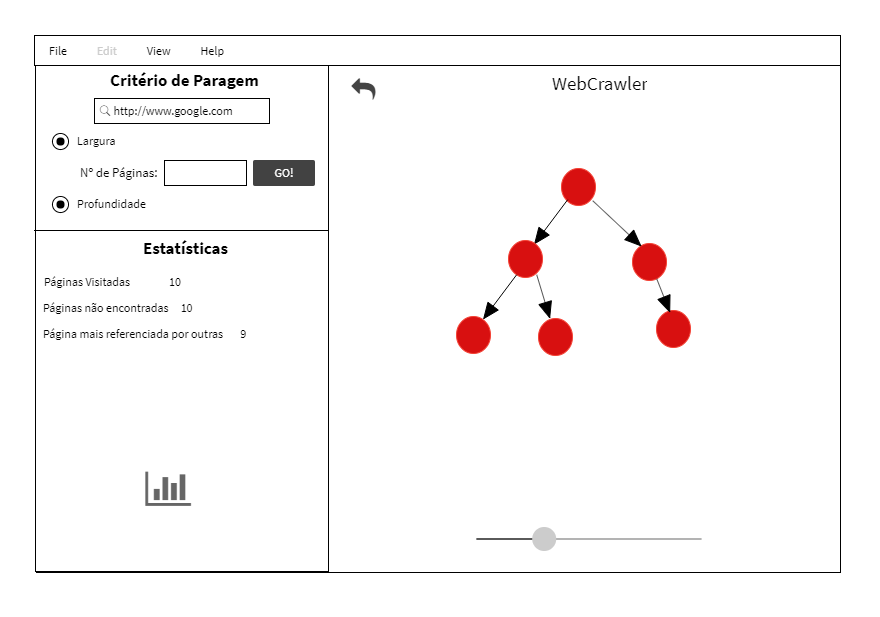 File Edit View Help
Critério de Paragem
http://www.google.com
Largura
Nº de Páginas: GO!
Profundidade
Estatísticas
Páginas Visitadas 10
Páginas não encontradas 10
Página mais referenciada por outras 9
WebCrawler